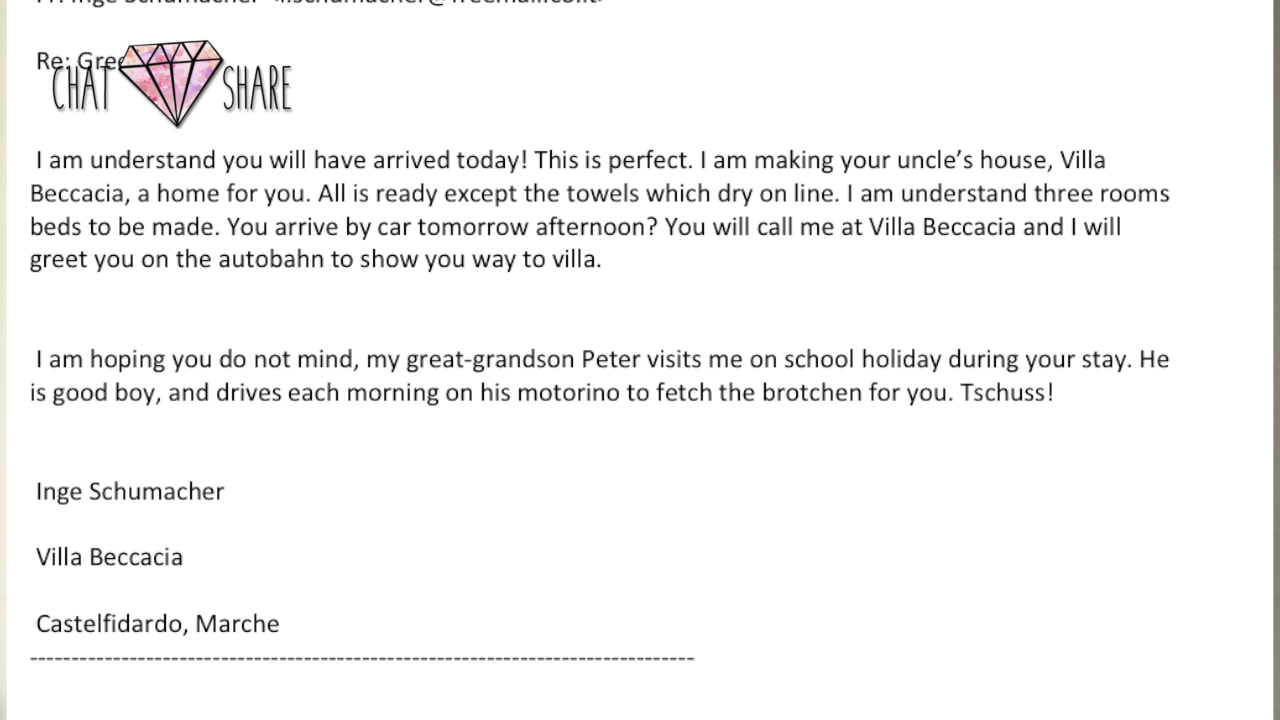 Re: Gree
CHAT SHARE
I am understand you will have arrived today! This is perfect. I am making your uncle’s house, Villa
Beccacia, a home for you. All is ready except the towels which dry on line. I am understand three rooms
beds to be made. You arrive by car tomorrow afternoon? You will call me at Villa Beccacia and I will
greet you on the autobahn to show you way to villa.
I am hoping you do not mind, my great-grandson Peter visits me on school holiday during your stay. He
is good boy, and drives each morning on his motorino to fetch the brotchen for you. Tschuss!
Inge Schumacher
Villa Beccacia
Castelfidardo, Marche
--------------------------------------------------------------------------------